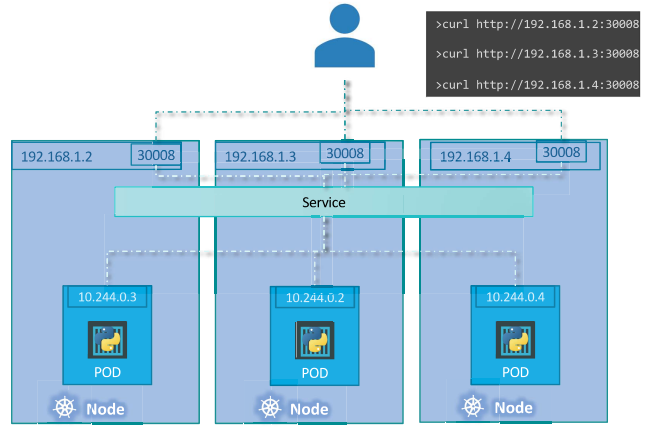 >curl http://192.168.1.2:30008
>curl http://192.168.1.3:30008
>curl http://192.168.1.4:30008
192.168.1.2
30008
192.168.1.3
30008
192.168.1.4
30008
Service
10.244.0.3
10.244.0.2
10.244.0.4
POD
POD
POD
Node
Node
Node